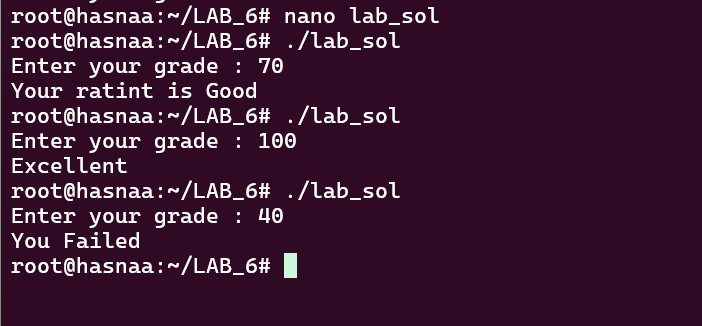 root@hasnaa:~/LAB_6# nano lab_sol
root@hasnaa:~/LAB_6# ./lab_sol
Enter your grade : 70
Your ratint is Good
root@hasnaa:~/LAB_6# ./lab_sol
Enter your grade : 100
Excellent
root@hasnaa:~/LAB_6# ./lab_sol
Enter your grade : 40
You Failed
root@hasnaa:~/LAB_6#